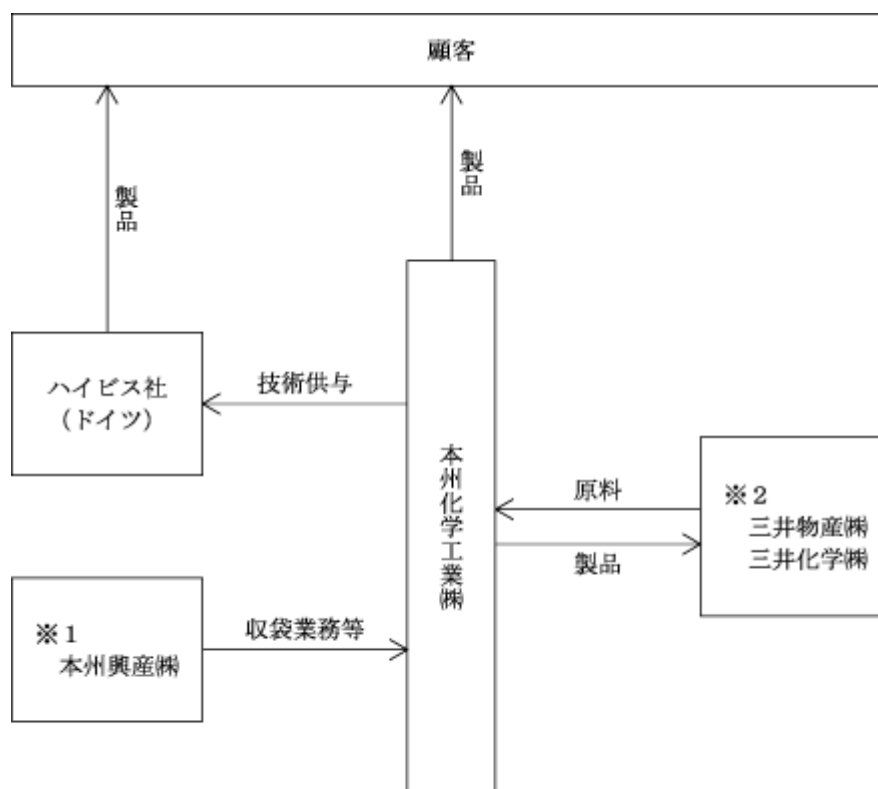 顧客
製品
製品
ハイビス社
（ドイツ）
技術供与
本州化学工業㈱
原料
製品
※２
三井物産㈱
三井化学㈱
※１
本州興産㈱
収袋業務等